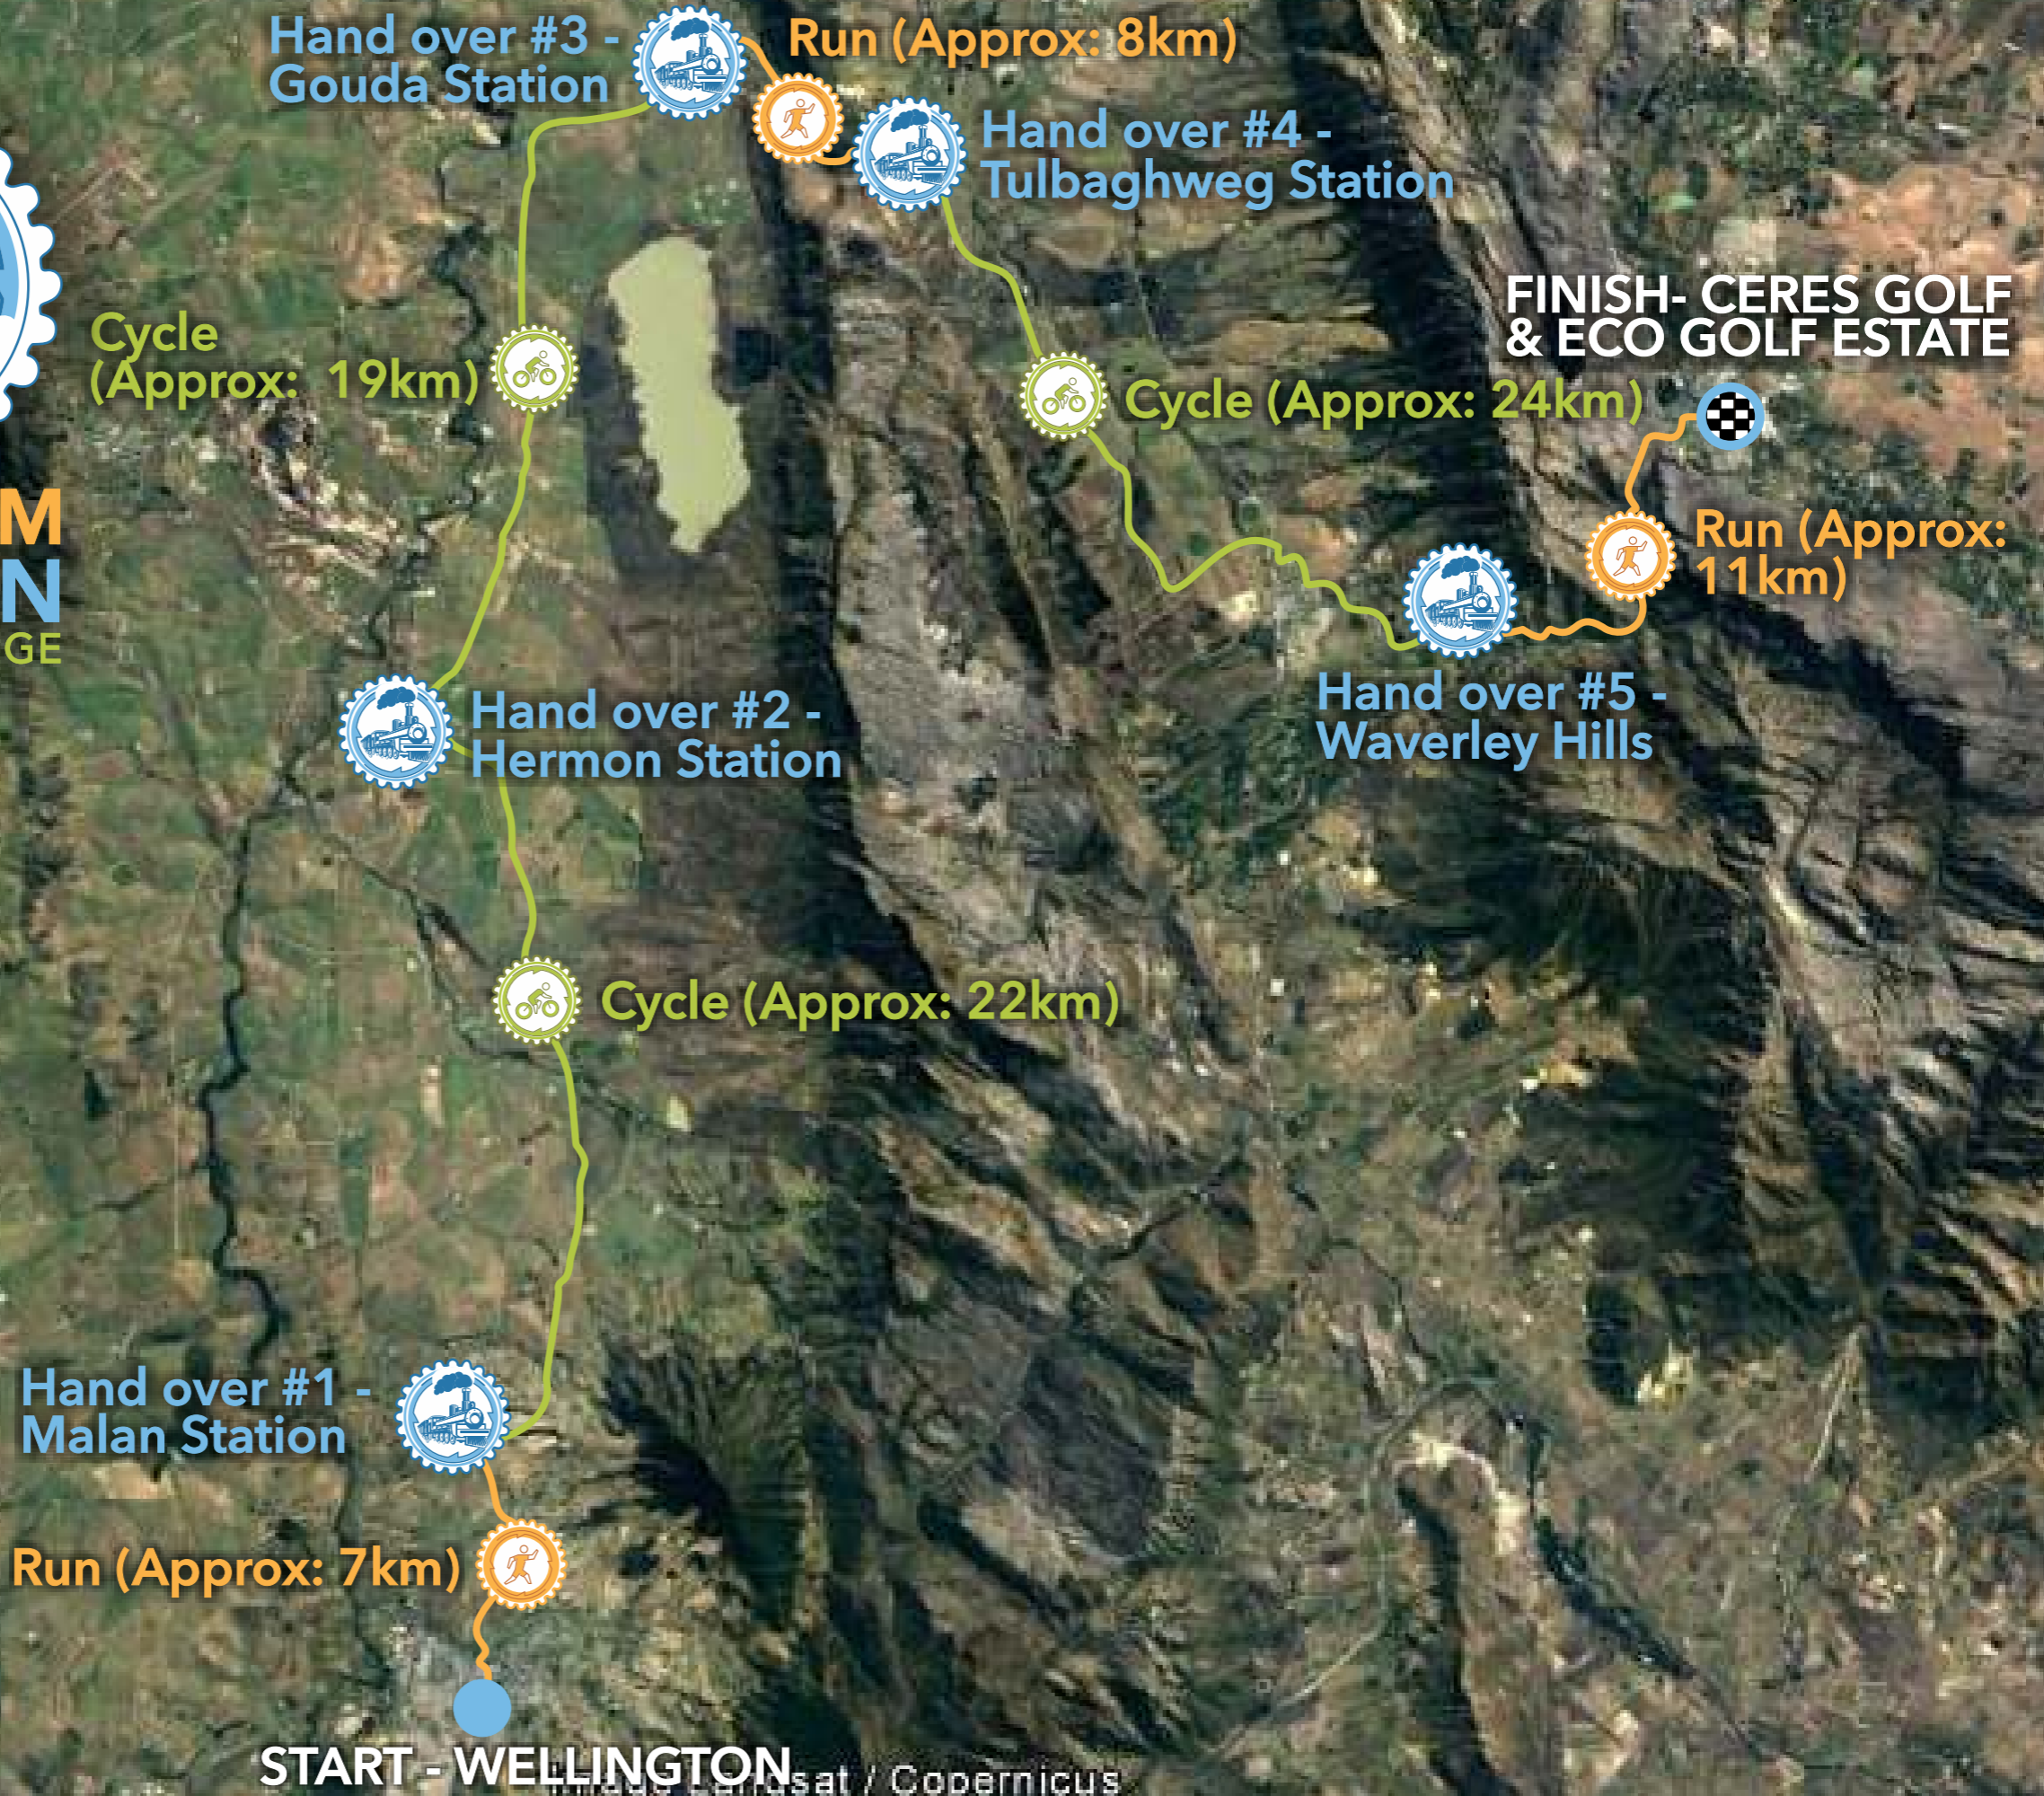 Hand over #3 -
Gouda Station
Run (Approx: 8km)
Hand over #4 -
Tulbaghweg Station
FINISH- CERES GOLF
& ECO GOLF ESTATE
Cycle
(Approx: 19km)
Cycle (Approx: 24km)
M
N
GE
Run (Approx:
11km)
Hand over #2 -
Hermon Station
Hand over #5 -
Waverley Hills
Cycle (Approx: 22km)
Hand over #1 -
Malan Station
Run (Approx: 7km)
START - WELLINGTON
/ Copernicus